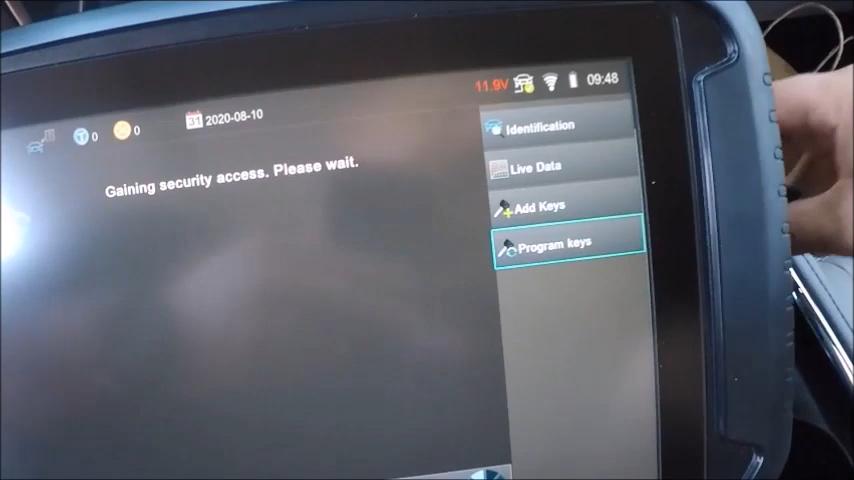 11.9V 09:48
0 0 31 2020-08-10
Identification
Gaining security access. Please wait.
Live Data
Add Keys
Program keys